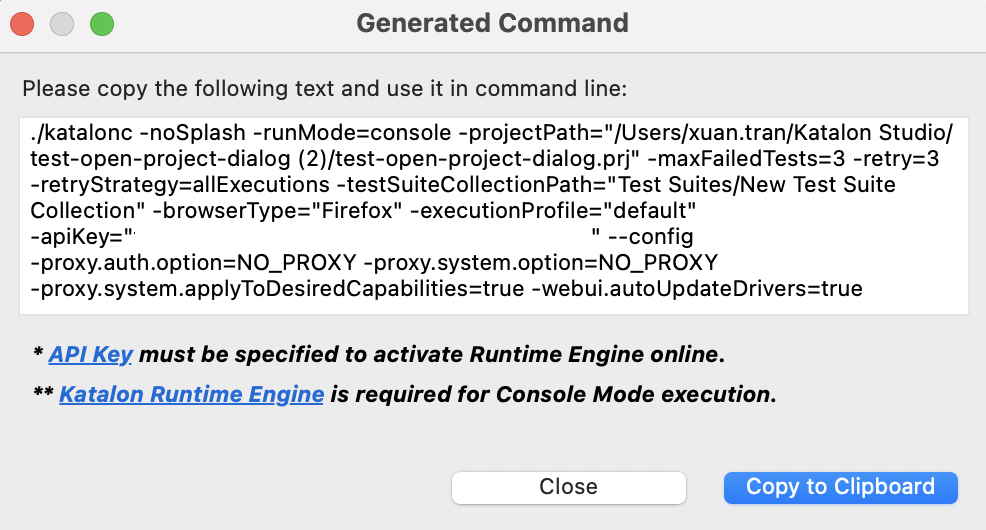 Generated Command
Please copy the following text and use it in command line:
./katalonc -noSplash -runMode=console -projectPath="/Users/xuan.tran/Katalon Studio/
test-open-project-dialog (2)/test-open-project-dialog.prj" -maxFailedTests=3 -retry=3
-retryStrategy=allExecutions -testSuiteCollectionPath="Test Suites/New Test Suite
Collection" -browserType="Firefox" -executionProfile="default"
-apiKey=" " --config
-proxy.auth.option=NO_PROXY -proxy.system.option=NO_PROXY
-proxy.system.applyToDesiredCapabilities=true -webui.autoUpdateDrivers=true
* API Key must be specified to activate Runtime Engine online.
** Katalon Runtime Engine is required for Console Mode execution.
Close Copy to Clipboard